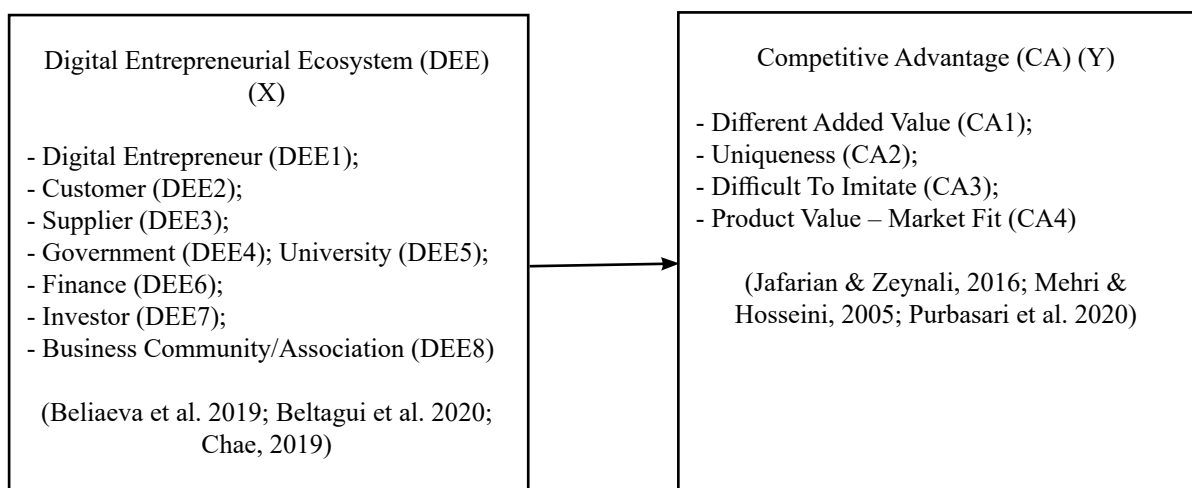 Digital Entrepreneurial Ecosystem (DEE)
(X)
- Digital Entrepreneur (DEE1);
- Customer (DEE2);
- Supplier (DEE3);
- Government (DEE4); University (DEE5);
- Finance (DEE6);
- Investor (DEE7);
- Business Community/Association (DEE8)
(Beliaeva et al. 2019; Beltagui et al. 2020;
Chae, 2019)
Competitive Advantage (CA) (Y)
- Different Added Value (CA1);
- Uniqueness (CA2);
- Difficult To Imitate (CA3);
- Product Value – Market Fit (CA4)
(Jafarian & Zeynali, 2016; Mehri &
Hosseini, 2005; Purbasari et al. 2020)